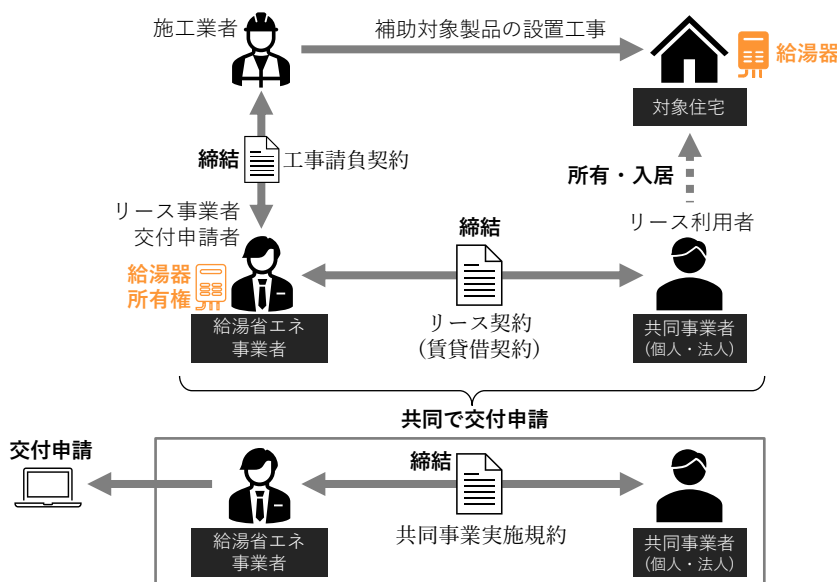 施工業者
補助対象製品の設置工事
給湯器
対象住宅
締結
工事請負契約
所有・入居
リース事業者
交付申請者
締結
リース利用者
給湯器
所有権
給湯省エネ
事業者
リース契約
(賃貸借契約)
共同事業者
(個人・法人)
共同で交付申請
交付申請
締結
給湯省エネ
事業者
共同事業実施規約
共同事業者
(個人・法人)